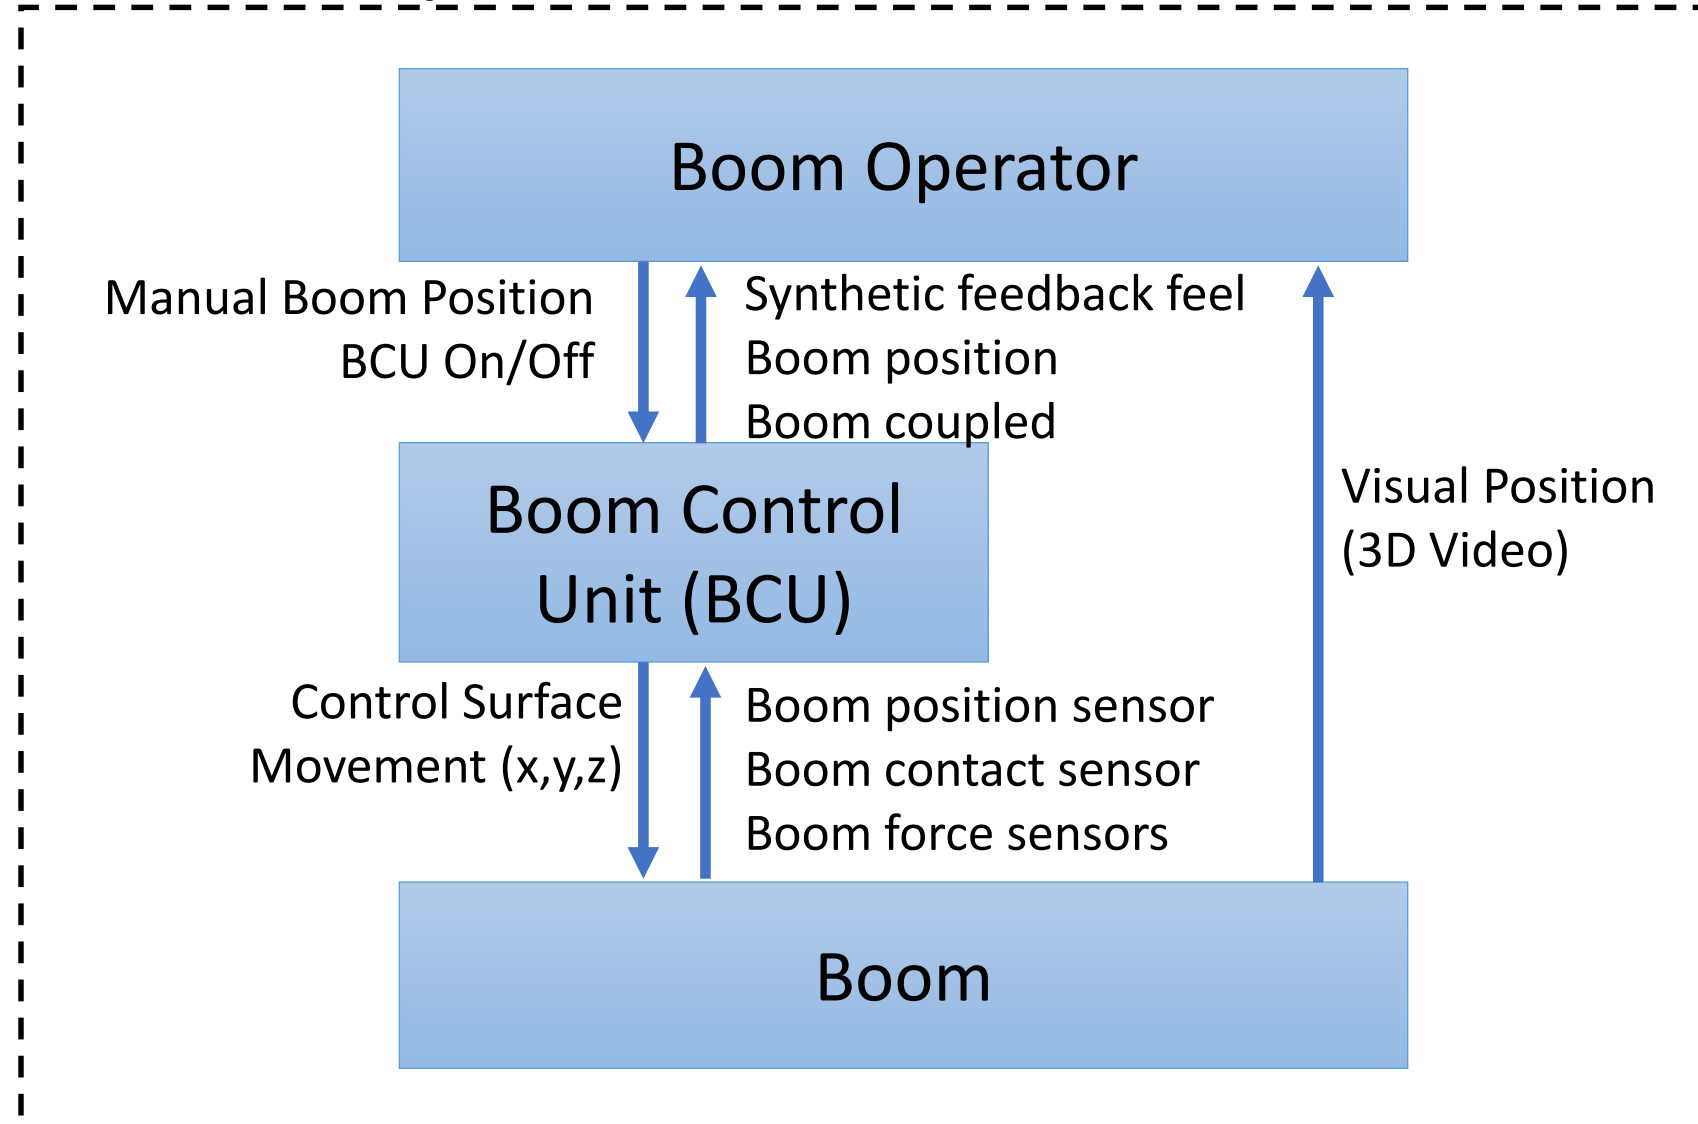 Boom Operator
Manual Boom Position
BCU On/Off
Synthetic feedback feel
Boom position
Boom coupled
Visual Position
(3D Video)
Boom Control
Unit (BCU)
Control Surface
Movement (x,y,z)
Boom position sensor
Boom contact sensor
Boom force sensors
Boom